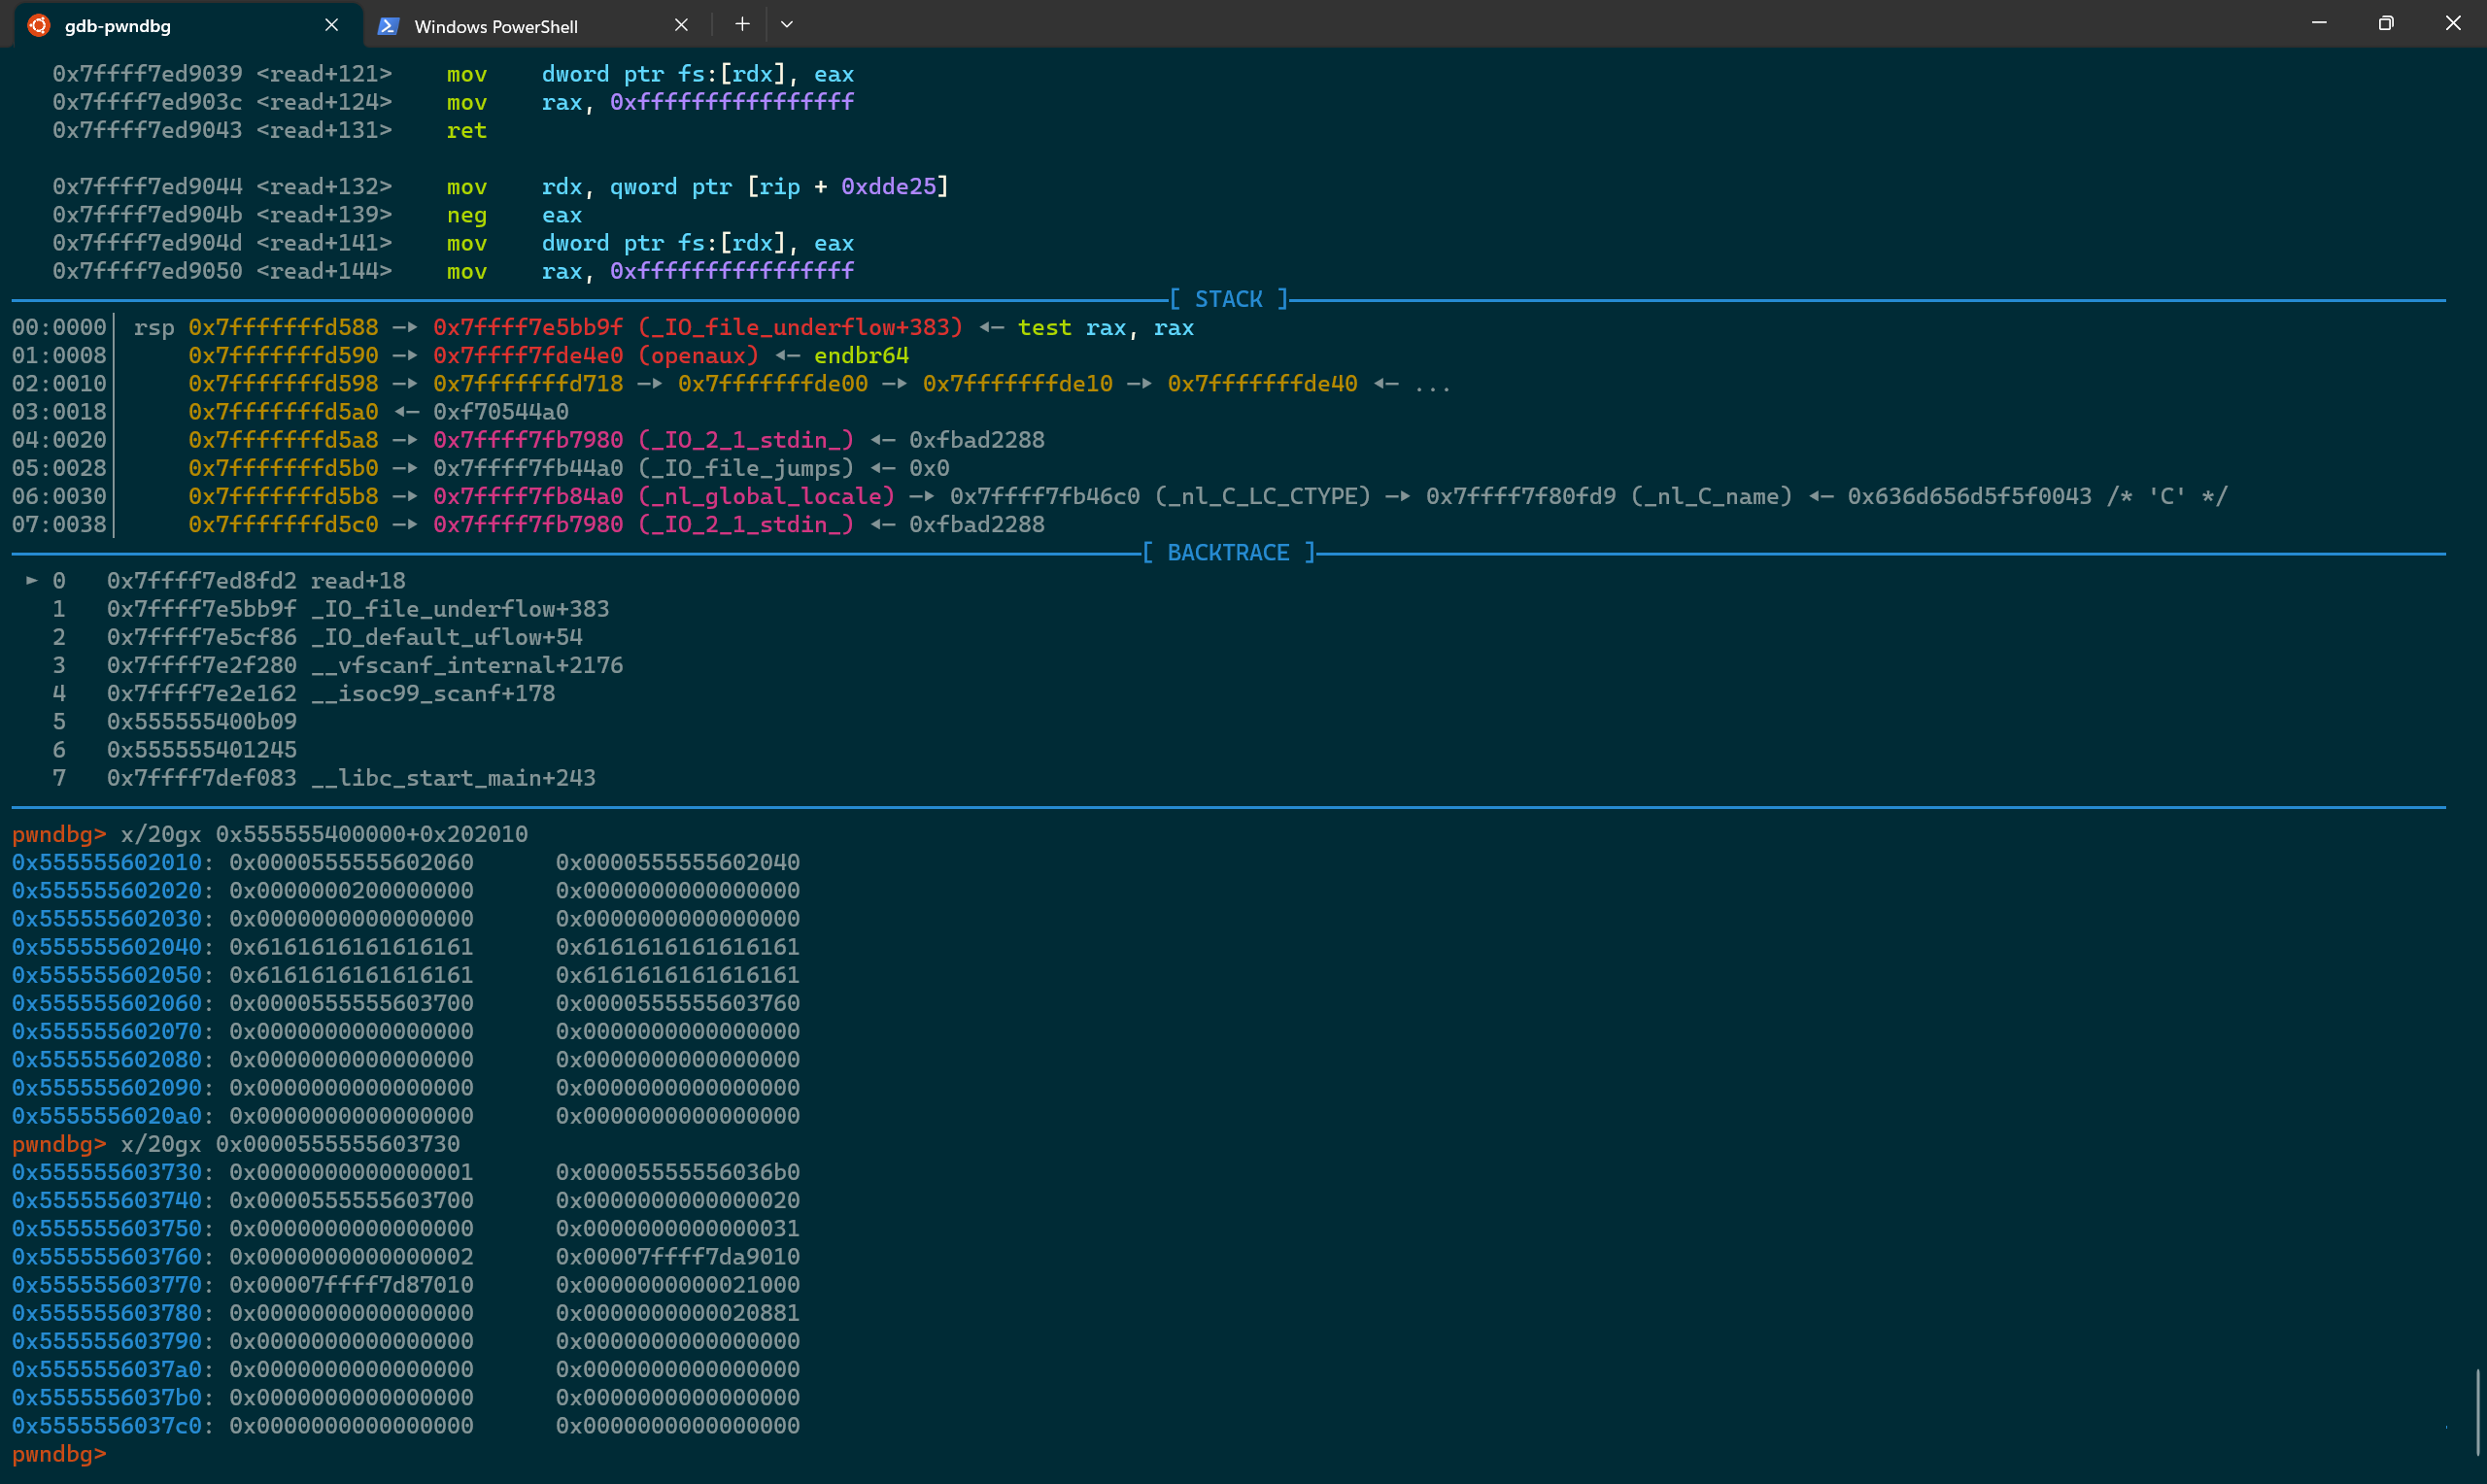 gdb-pwndbg Windows PowerShell
0x7ffff7ed9039 <read+121> mov dword ptr fs:[rdx], eax
0x7ffff7ed903c <read+124> mov rax, 0xffffffffffffffff
0x7ffff7ed9043 <read+131> ret
0x7ffff7ed9044 <read+132> mov rdx, qword ptr [rip + 0xdde25]
0x7ffff7ed904b <read+139> neg eax
0x7ffff7ed904d <read+141> mov dword ptr fs:[rdx], eax
0x7ffff7ed9050 <read+144> mov rax, 0xffffffffffffffff
[ STACK ]
00:0000│ rsp 0x7fffffffd588 —▸ 0x7ffff7e5bb9f (_IO_file_underflow+383) ◂— test rax, rax
01:0008│ 0x7fffffffd590 —▸ 0x7ffff7fde4e0 (openaux) ◂— endbr64
02:0010│ 0x7fffffffd598 —▸ 0x7fffffffd718 —▸ 0x7fffffffde00 —▸ 0x7fffffffde10 —▸ 0x7fffffffde40 ◂— ...
03:0018│ 0x7fffffffd5a0 ◂— 0xf70544a0
04:0020│ 0x7fffffffd5a8 —▸ 0x7ffff7fb7980 (_IO_2_1_stdin_) ◂— 0xfbad2288
05:0028│ 0x7fffffffd5b0 —▸ 0x7ffff7fb44a0 (_IO_file_jumps) ◂— 0x0
06:0030│ 0x7fffffffd5b8 —▸ 0x7ffff7fb84a0 (_nl_global_locale) —▸ 0x7ffff7fb46c0 (_nl_C_LC_CTYPE) —▸ 0x7ffff7f80fd9 (_nl_C_name) ◂— 0x636d656d5f5f0043 /* 'C' */
07:0038│ 0x7fffffffd5c0 —▸ 0x7ffff7fb7980 (_IO_2_1_stdin_) ◂— 0xfbad2288
[ BACKTRACE ]
► 0 0x7ffff7ed8fd2 read+18
1 0x7ffff7e5bb9f _IO_file_underflow+383
2 0x7ffff7e5cf86 _IO_default_uflow+54
3 0x7ffff7e2f280 __vfscanf_internal+2176
4 0x7ffff7e2e162 __isoc99_scanf+178
5 0x555555400b09
6 0x555555401245
7 0x7ffff7def083 __libc_start_main+243
pwndbg> x/20gx 0x555555400000+0x202010
0x555555602010: 0x0000555555602060 0x0000555555602040
0x555555602020: 0x0000000200000000 0x0000000000000000
0x555555602030: 0x0000000000000000 0x0000000000000000
0x555555602040: 0x6161616161616161 0x6161616161616161
0x555555602050: 0x6161616161616161 0x6161616161616161
0x555555602060: 0x0000555555603700 0x0000555555603760
0x555555602070: 0x0000000000000000 0x0000000000000000
0x555555602080: 0x0000000000000000 0x0000000000000000
0x555555602090: 0x0000000000000000 0x0000000000000000
0x5555556020a0: 0x0000000000000000 0x0000000000000000
pwndbg> x/20gx 0x0000555555603730
0x555555603730: 0x0000000000000001 0x00005555556036b0
0x555555603740: 0x0000555555603700 0x0000000000000020
0x555555603750: 0x0000000000000000 0x0000000000000031
0x555555603760: 0x0000000000000002 0x00007ffff7da9010
0x555555603770: 0x00007ffff7d87010 0x0000000000021000
0x555555603780: 0x0000000000000000 0x0000000000020881
0x555555603790: 0x0000000000000000 0x0000000000000000
0x5555556037a0: 0x0000000000000000 0x0000000000000000
0x5555556037b0: 0x0000000000000000 0x0000000000000000
0x5555556037c0: 0x0000000000000000 0x0000000000000000
pwndbg>